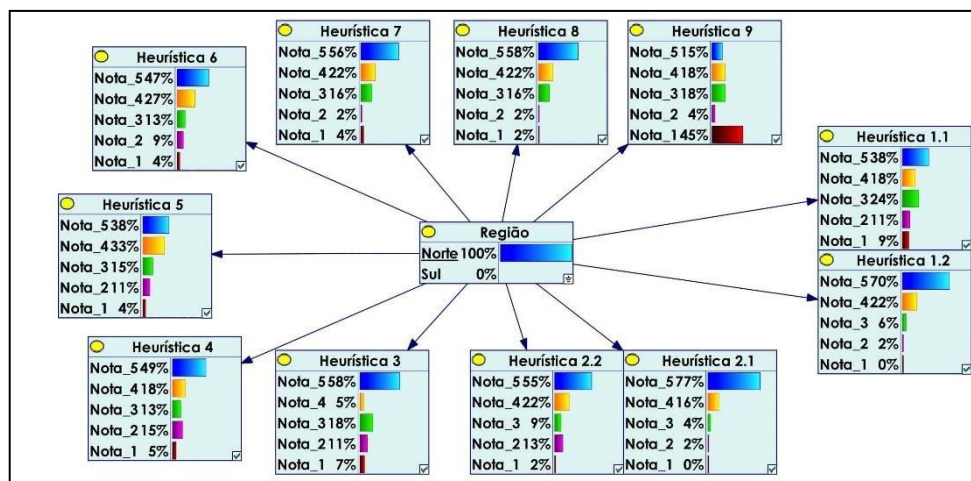 Heurística 6
Nota_5 47%
Nota_4 27%
Nota_3 13%
Nota_2 9%
Nota_1 4%
Heurística 7
Nota_5 56%
Nota_4 22%
Nota_3 16%
Nota_2 2%
Nota_1 4%
Heurística 8
Nota_5 58%
Nota_4 22%
Nota_3 16%
Nota_2 2%
Nota_1 2%
Heurística 9
Nota_5 15%
Nota_4 18%
Nota_3 18%
Nota_2 4%
Nota_1 45%
Heurística 1.1
Nota_5 38%
Nota_4 18%
Nota_3 24%
Nota_2 11%
Nota_1 9%
Heurística 5
Nota_5 38%
Nota_4 33%
Nota_3 15%
Nota_2 11%
Nota_1 4%
Região
Norte 100%
Sul 0%
Heurística 1.2
Nota_5 70%
Nota_4 22%
Nota_3 6%
Nota_2 2%
Nota_1 0%
Heurística 4
Nota_5 49%
Nota_4 18%
Nota_3 13%
Nota_2 15%
Nota_1 5%
Heurística 3
Nota_5 58%
Nota_4 5%
Nota_3 18%
Nota_2 11%
Nota_1 7%
Heurística 2.2
Nota_5 55%
Nota_4 22%
Nota_3 9%
Nota_2 13%
Nota_1 2%
Heurística 2.1
Nota_5 77%
Nota_4 16%
Nota_3 4%
Nota_2 2%
Nota_1 0%